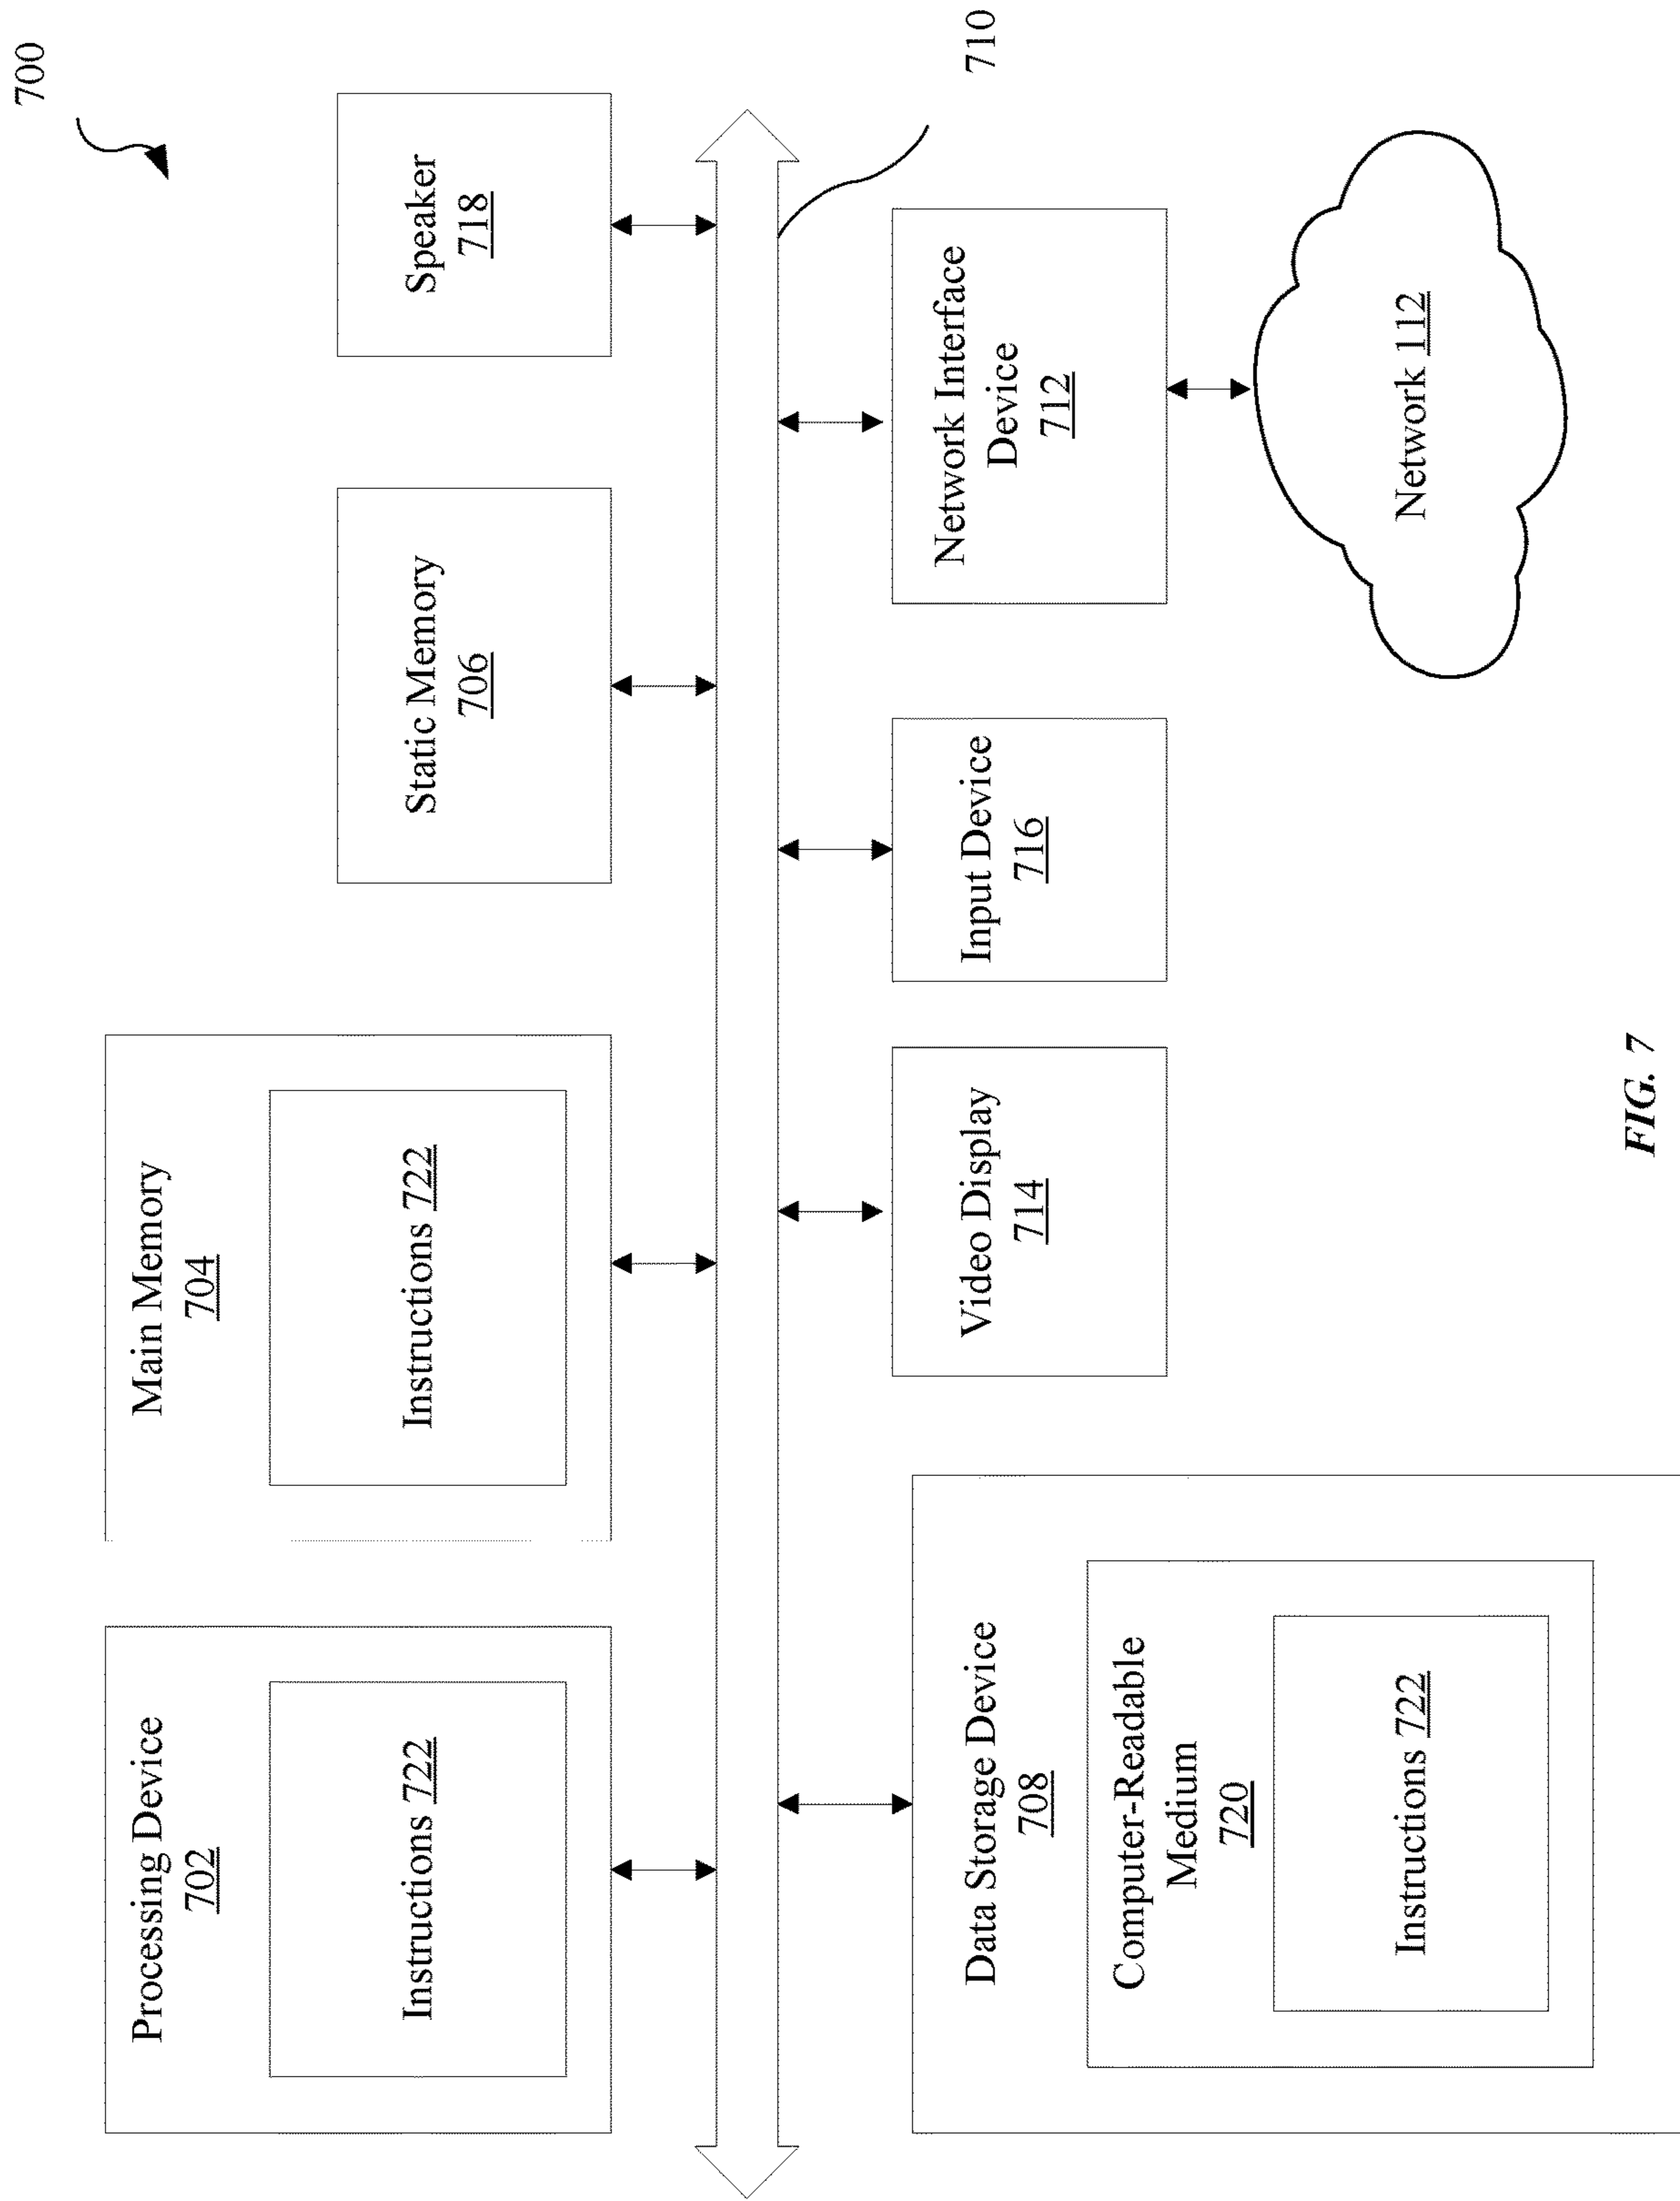 700
Processing Device
702
Instructions 722
Main Memory
704
Instructions 722
Static Memory
706
Speaker
718
710
Data Storage Device
708
Computer-Readable
Medium
720
Instructions 722
Video Display
714
Input Device
716
Network Interface
Device
712
Network 112
FIG. 7